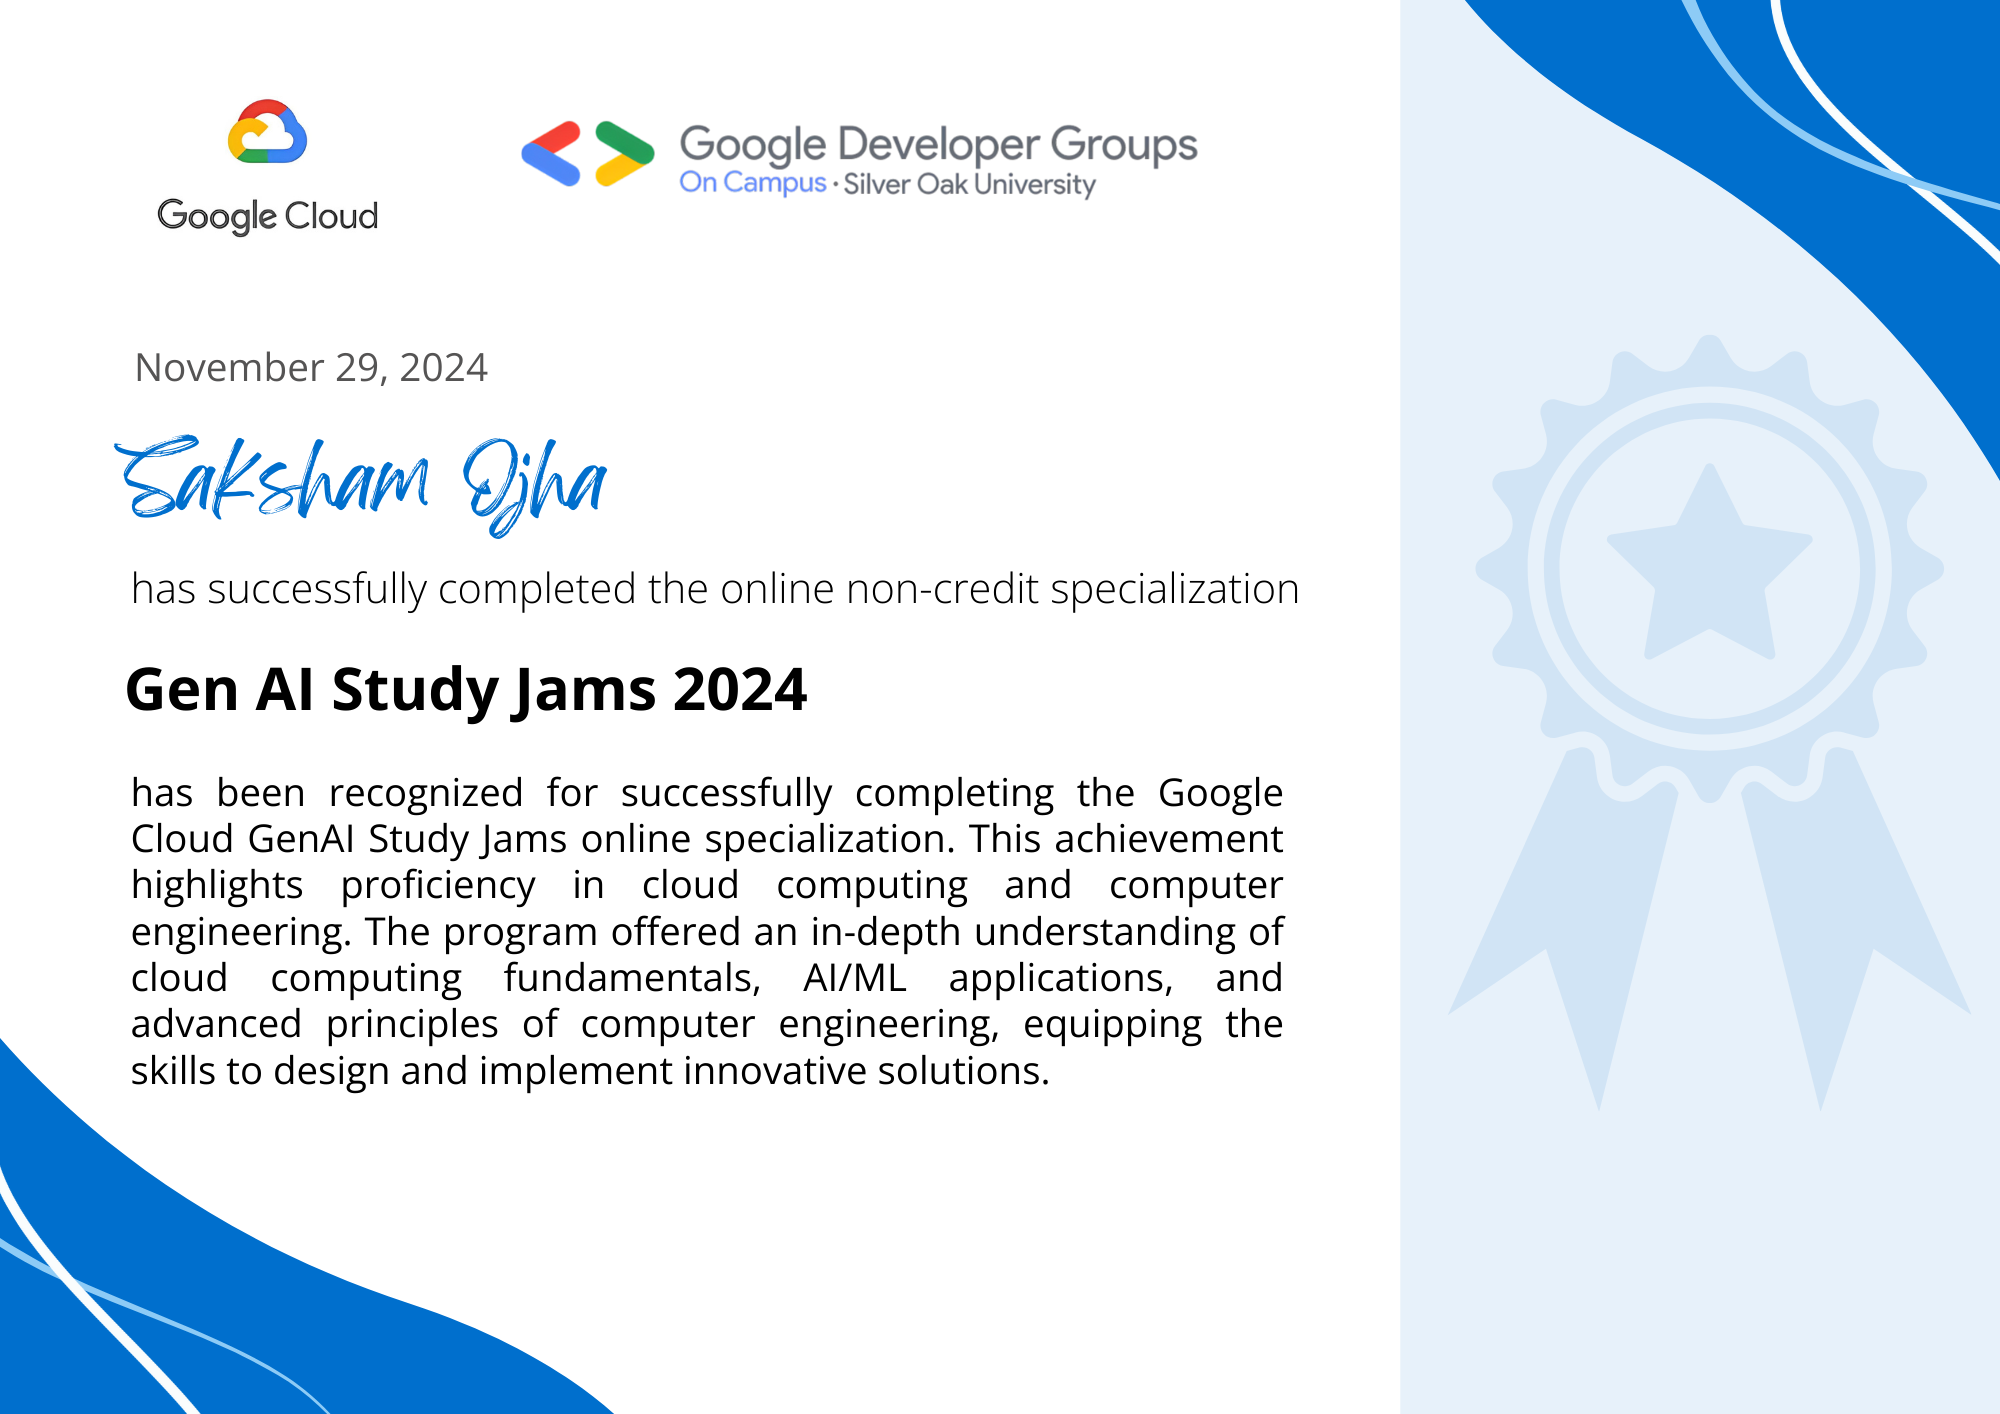 Google Cloud
Google Developer Groups
On Campus · Silver Oak University
November 29, 2024
Saksham Ojha
has successfully completed the online non-credit specialization
Gen AI Study Jams 2024
has been recognized for successfully completing the Google
Cloud GenAI Study Jams online specialization. This achievement
highlights proficiency in cloud computing and computer
engineering. The program offered an in-depth understanding of
cloud computing fundamentals, AI/ML applications, and
advanced principles of computer engineering, equipping the
skills to design and implement innovative solutions.